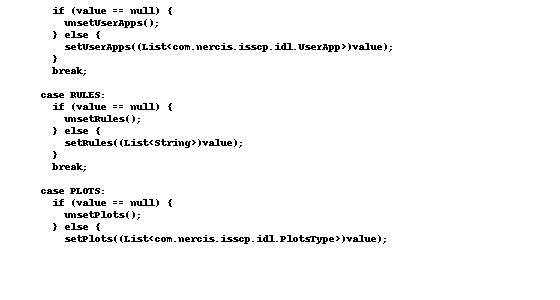 if (value == null) {
unsetUserApps();
} else {
setUserApps((List<com.nercis.isscp.idl.UserApp>)value);
}
break;
case RULES:
if (value == null) {
unsetRules();
} else {
setRules((List<String>)value);
}
break;
case PLOTS:
if (value == null) {
unsetPlots();
} else {
setPlots((List<com.nercis.isscp.idl.PlotsType>)value);